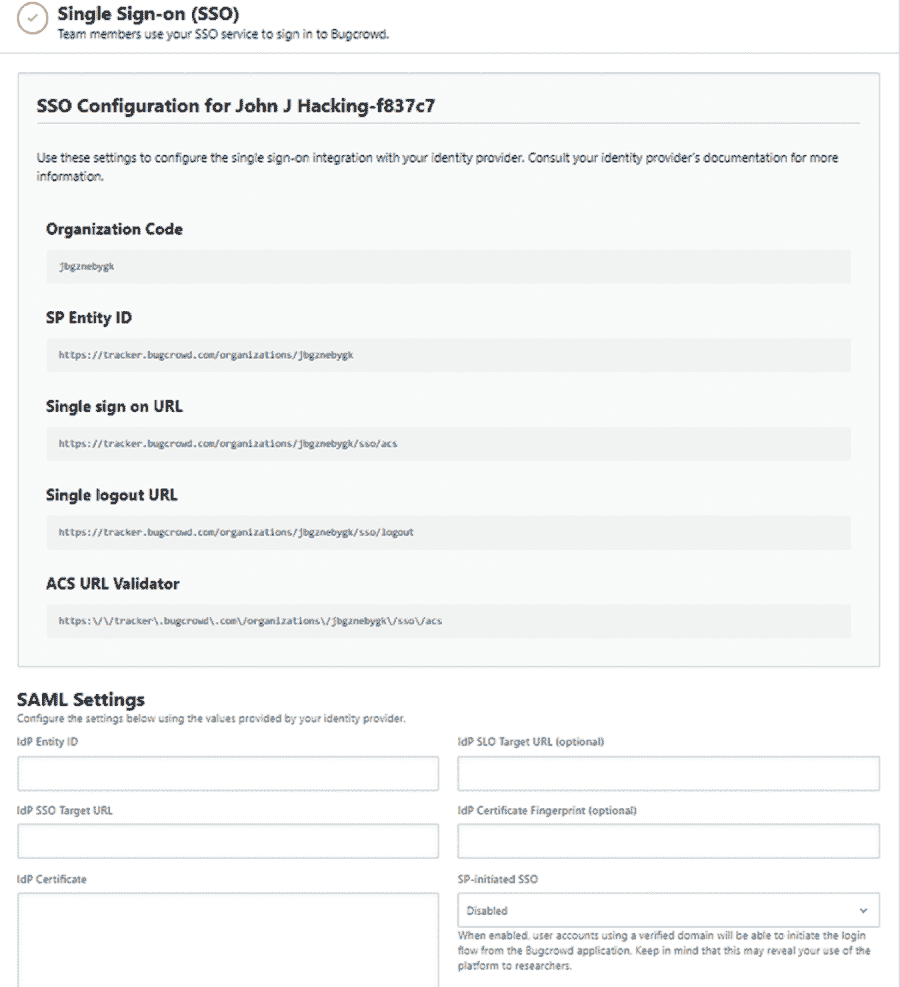 Single Sign-on (SSO)
Team members use your SSO service to sign in to Bugcrowd.
SSO Configuration for John J Hacking-f837c7
Use these settings to configure the single sign-on integration with your identity provider. Consult your identity provider's documentation for more
information.
Organization Code
jbgznebygk
SP Entity ID
https://tracker.bugcrowd.com/organizations/jbgznebygk
Single sign on URL
https://tracker.bugcrowd.com/organizations/jbgznebygk/sso/acs
Single logout URL
https://tracker.bugcrowd.com/organizations/jbgznebygk/sso/logout
ACS URL Validator
https:\/\/tracker\.bugcrowd\.com\/organizations\/jbgznebygk\/sso\/acs
SAML Settings
Configure the settings below using the values provided by your identity provider.
IdP Entity ID
IdP SLO Target URL (optional)
IdP SSO Target URL
IdP Certificate Fingerprint (optional)
IdP Certificate
SP-initiated SSO
Disabled
When enabled, user accounts using a verified domain will be able to initiate the login
flow from the Bugcrowd application. Keep in mind that this may reveal your use of the
platform to researchers.